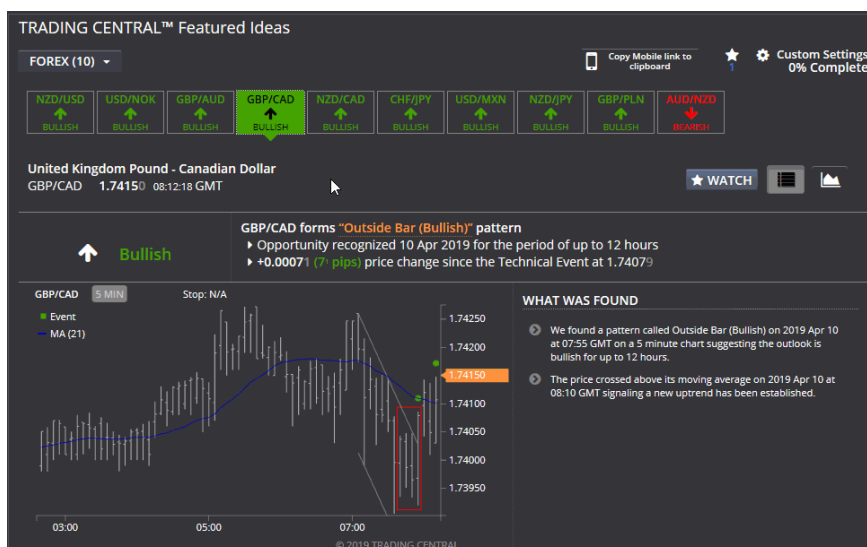 TRADING CENTRAL™ Featured Ideas
FOREX (10)
Copy Mobile link to
clipboard
1
Custom Settings
0% Complete
NZD/USD USD/NOK GBP/AUD GBP/CAD NZD/CAD CHF/JPY USD/MXN NZD/JPY GBP/PLN AUD/NZD
BULLISH BULLISH BULLISH BULLISH BULLISH BULLISH BULLISH BULLISH BULLISH BEARISH
United Kingdom Pound - Canadian Dollar
GBP/CAD 1.74150 08:12:18 GMT
WATCH
Bullish
GBP/CAD forms "Outside Bar (Bullish)" pattern
Opportunity recognized 10 Apr 2019 for the period of up to 12 hours
+0.00071 (7¹ pips) price change since the Technical Event at 1.74079
GBP/CAD 5 MIN Stop: N/A
Event
MA (21)
1.74250
1.74200
1.74150
1.74100
1.74050
1.74000
1.73950
03:00 05:00 07:00
© 2019 TRADING CENTRAL
WHAT WAS FOUND
We found a pattern called Outside Bar (Bullish) on 2019 Apr 10
at 07:55 GMT on a 5 minute chart suggesting the outlook is
bullish for up to 12 hours.
The price crossed above its moving average on 2019 Apr 10 at
08:10 GMT signaling a new uptrend has been established.